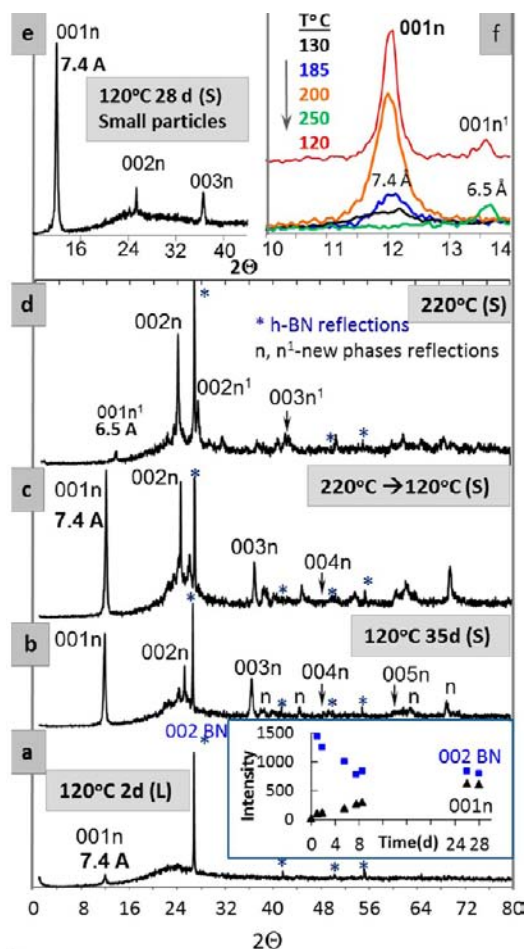 e
001n
7.4 A
120°C 28 d (S)
Small particles
002n
003n
0 8 16 24 32 40
2Θ
f
T° C
130
185
200
250
120
001n
001n¹
7.4 Å
6.5 Å
10 11 12 13 14
d
220°C (S)
* h-BN reflections
n, n¹-new phases reflections
002n
*
002n¹
001n¹
6.5 A
003n¹
*
*
c
220°C →120°C (S)
001n
7.4 A
002n
*
003n
004n
*
*
*
b
120°C 35d (S)
001n
002n
*
003n
004n
005n
n
n
n
n
*
*
*
a
120°C 2d (L)
002 BN
*
001n
7.4 A
*
*
*
1500
1000
500
0
Intensity
002 BN
001n
0 4 8 Time(d) 24 28
0 8 16 24 32 40 48 56 64 72 80
2Θ